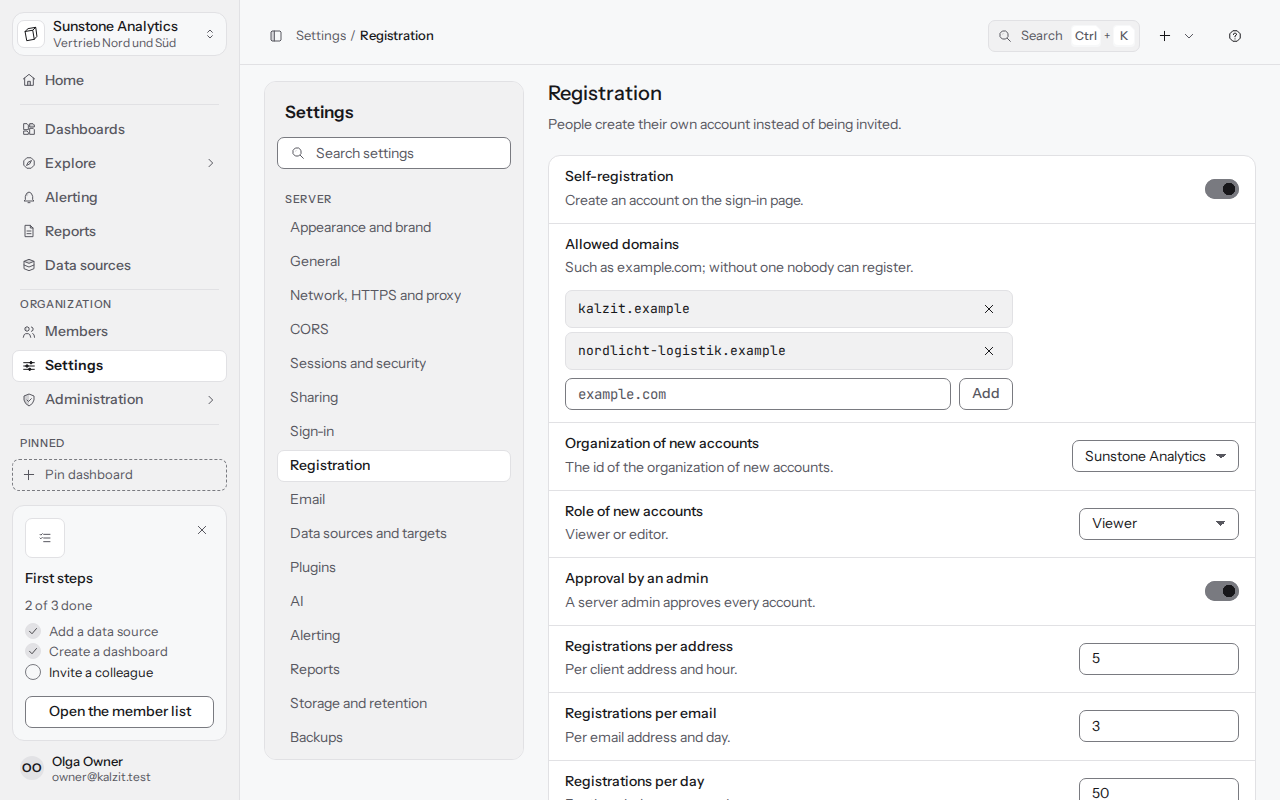 Sunstone Analytics
Vertrieb Nord und Süd
Home
Dashboards
Explore
Alerting
Reports
Data sources
ORGANIZATION
Members
Settings
Administration
PINNED
Pin dashboard
First steps
2 of 3 done
Add a data source
Create a dashboard
Invite a colleague
Open the member list
OO
Olga Owner
owner@kalzit.test
Settings / Registration
Search Ctrl + K
Settings
Search settings
SERVER
Appearance and brand
General
Network, HTTPS and proxy
CORS
Sessions and security
Sharing
Sign-in
Registration
Email
Data sources and targets
Plugins
AI
Alerting
Reports
Storage and retention
Backups
Registration
People create their own account instead of being invited.
Self-registration
Create an account on the sign-in page.
Allowed domains
Such as example.com; without one nobody can register.
kalzit.example
nordlicht-logistik.example
example.com
Add
Organization of new accounts
The id of the organization of new accounts.
Sunstone Analytics
Role of new accounts
Viewer or editor.
Viewer
Approval by an admin
A server admin approves every account.
Registrations per address
Per client address and hour.
5
Registrations per email
Per email address and day.
3
Registrations per day
50